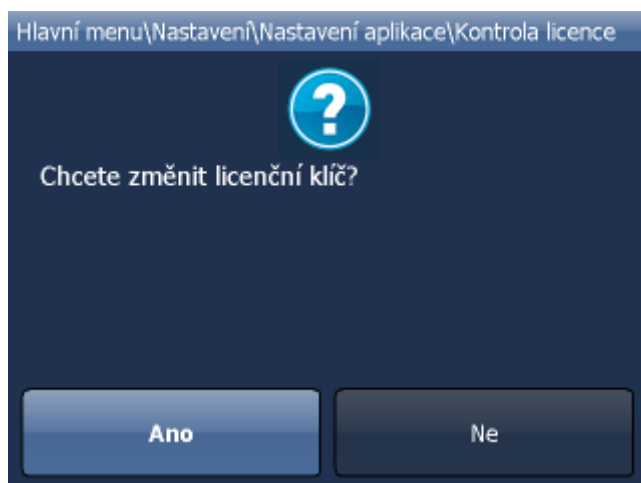 Hlavní menu\Nastavení\Nastavení aplikace\Kontrola licence
?
Chcete změnit licenční klíč?
Ano
Ne